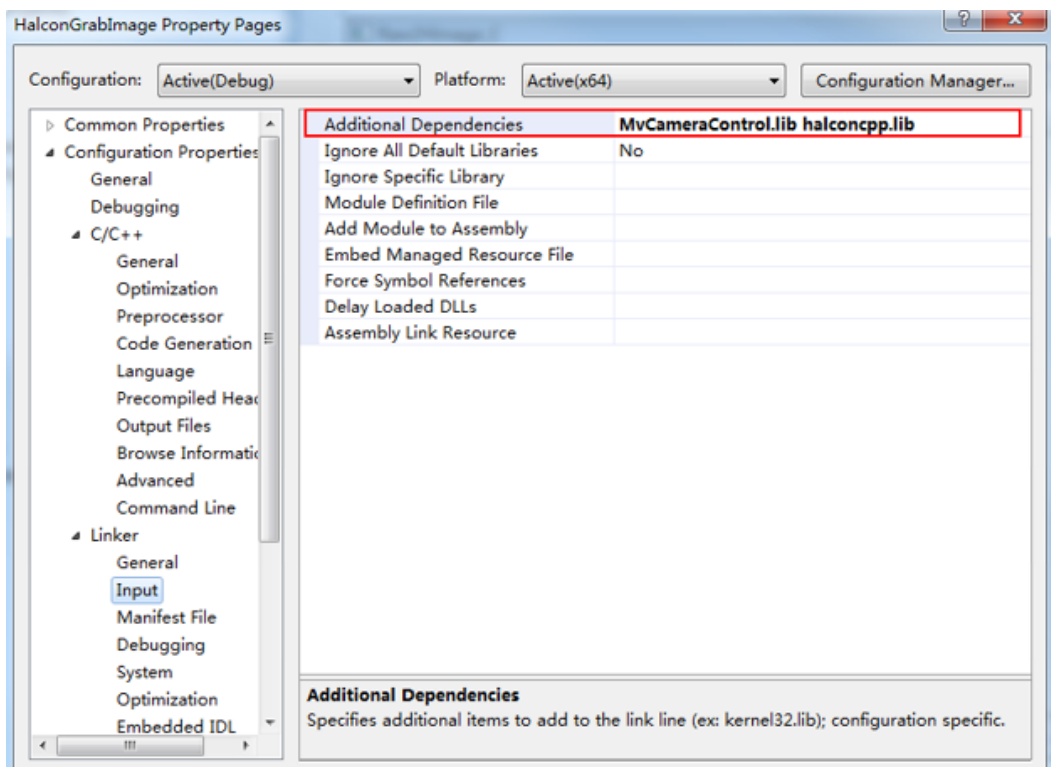 HalconGrabImage Property Pages
Configuration: Active(Debug) Platform: Active(x64) Configuration Manager...
Common Properties
Configuration Properties
General
Debugging
C/C++
General
Optimization
Preprocessor
Code Generation
Language
Precompiled Head
Output Files
Browse Informatic
Advanced
Command Line
Linker
General
Input
Manifest File
Debugging
System
Optimization
Embedded IDL
Additional Dependencies MvCameraControl.lib halconcpp.lib
Ignore All Default Libraries No
Ignore Specific Library
Module Definition File
Add Module to Assembly
Embed Managed Resource File
Force Symbol References
Delay Loaded DLLs
Assembly Link Resource
Additional Dependencies
Specifies additional items to add to the link line (ex: kernel32.lib); configuration specific.